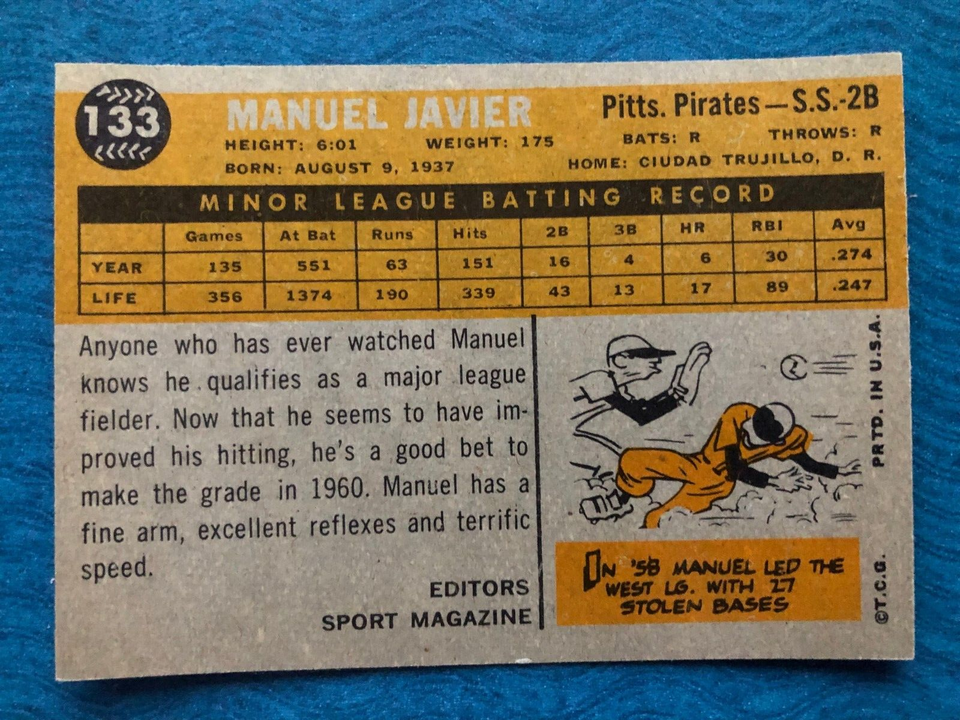 133
MANUEL JAVIER
Pitts. Pirates — S.S.-2B
HEIGHT: 6:01 WEIGHT: 175 BATS: R THROWS: R
BORN: AUGUST 9, 1937 HOME: CIUDAD TRUJILLO, D. R.
MINOR LEAGUE BATTING RECORD
Games At Bat Runs Hits 2B 3B HR RBI Avg
YEAR 135 551 63 151 16 4 6 30 .274
LIFE 356 1374 190 339 43 13 17 89 .247
Anyone who has ever watched Manuel
knows he qualifies as a major league
fielder. Now that he seems to have im-
proved his hitting, he's a good bet to
make the grade in 1960. Manuel has a
fine arm, excellent reflexes and terrific
speed.
EDITORS
SPORT MAGAZINE
IN '58 MANUEL LED THE
WEST LG. WITH 27
STOLEN BASES
©T.C.G. PRTD. IN U.S.A.